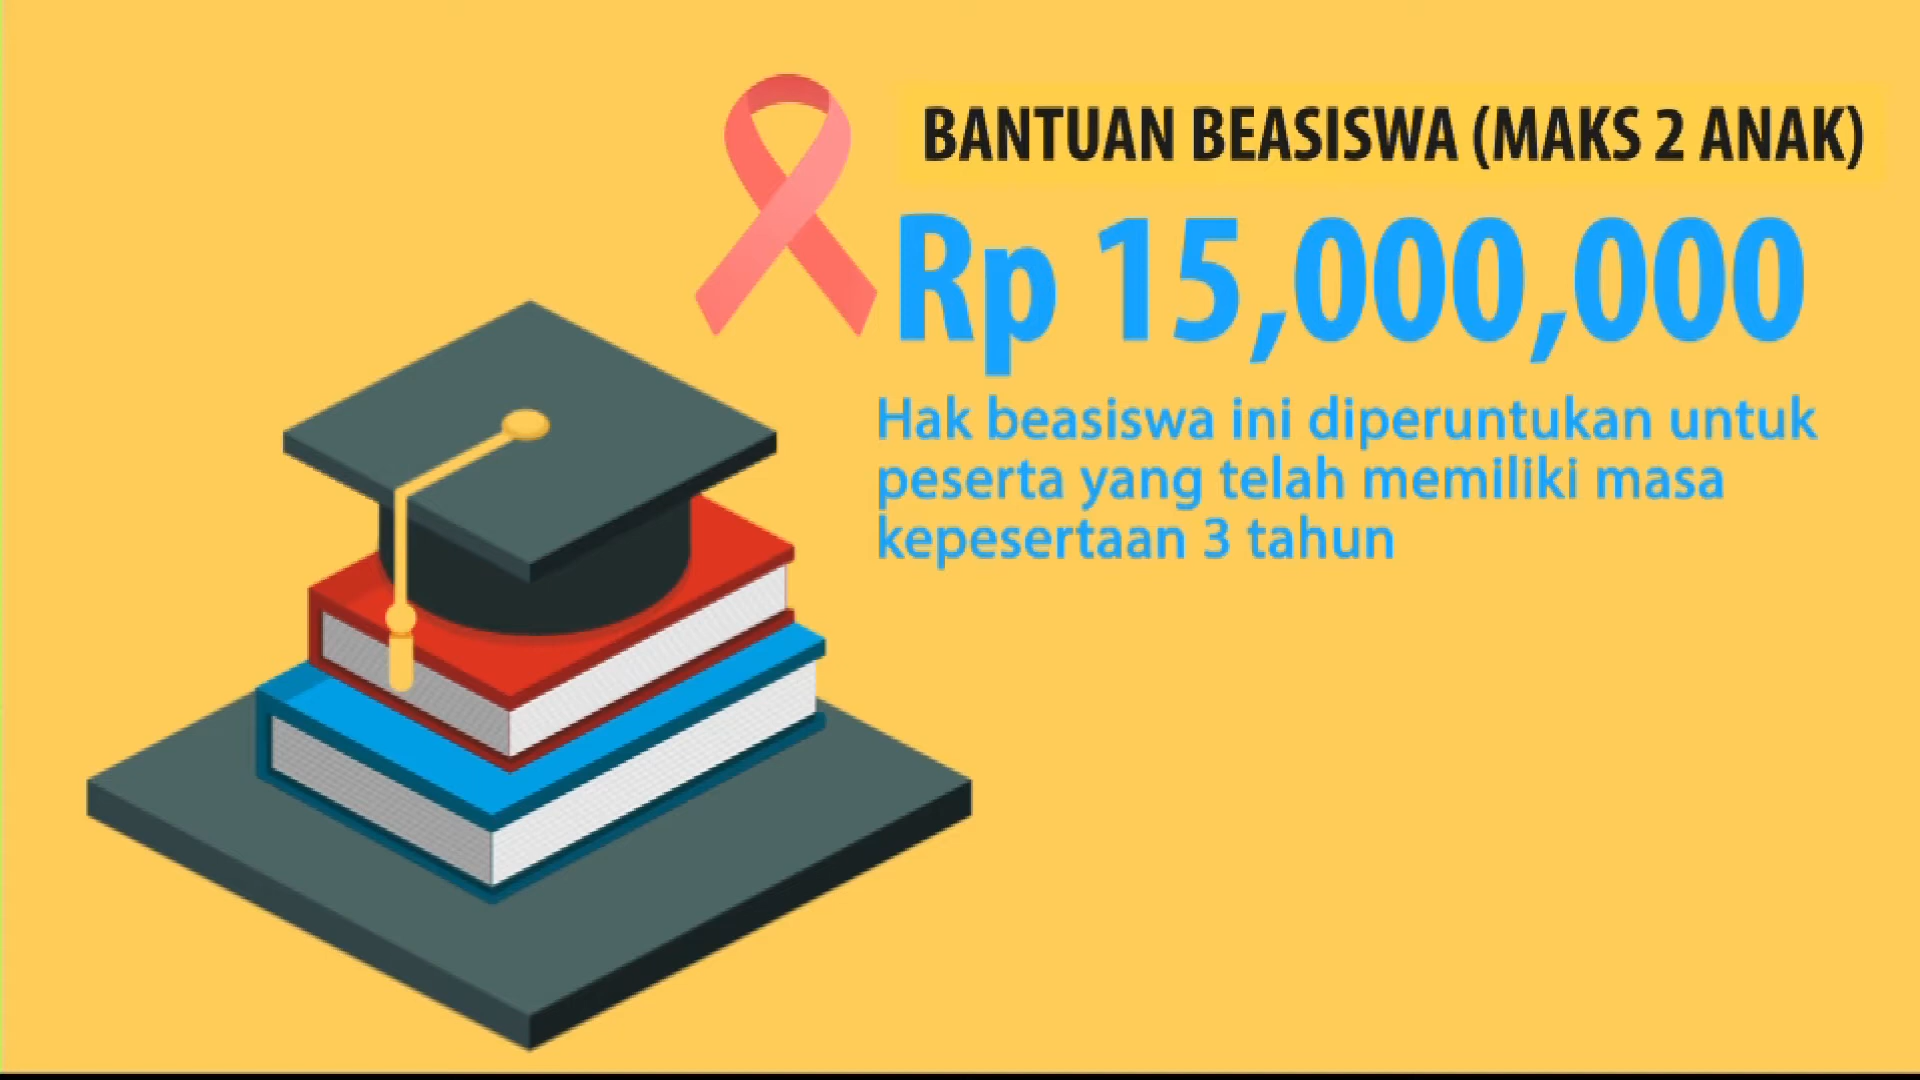 BANTUAN BEASISWA (MAKS 2 ANAK)
Rp 15,000,000
Hak beasiswa ini diperuntukan untuk
peserta yang telah memiliki masa
kepesertaan 3 tahun